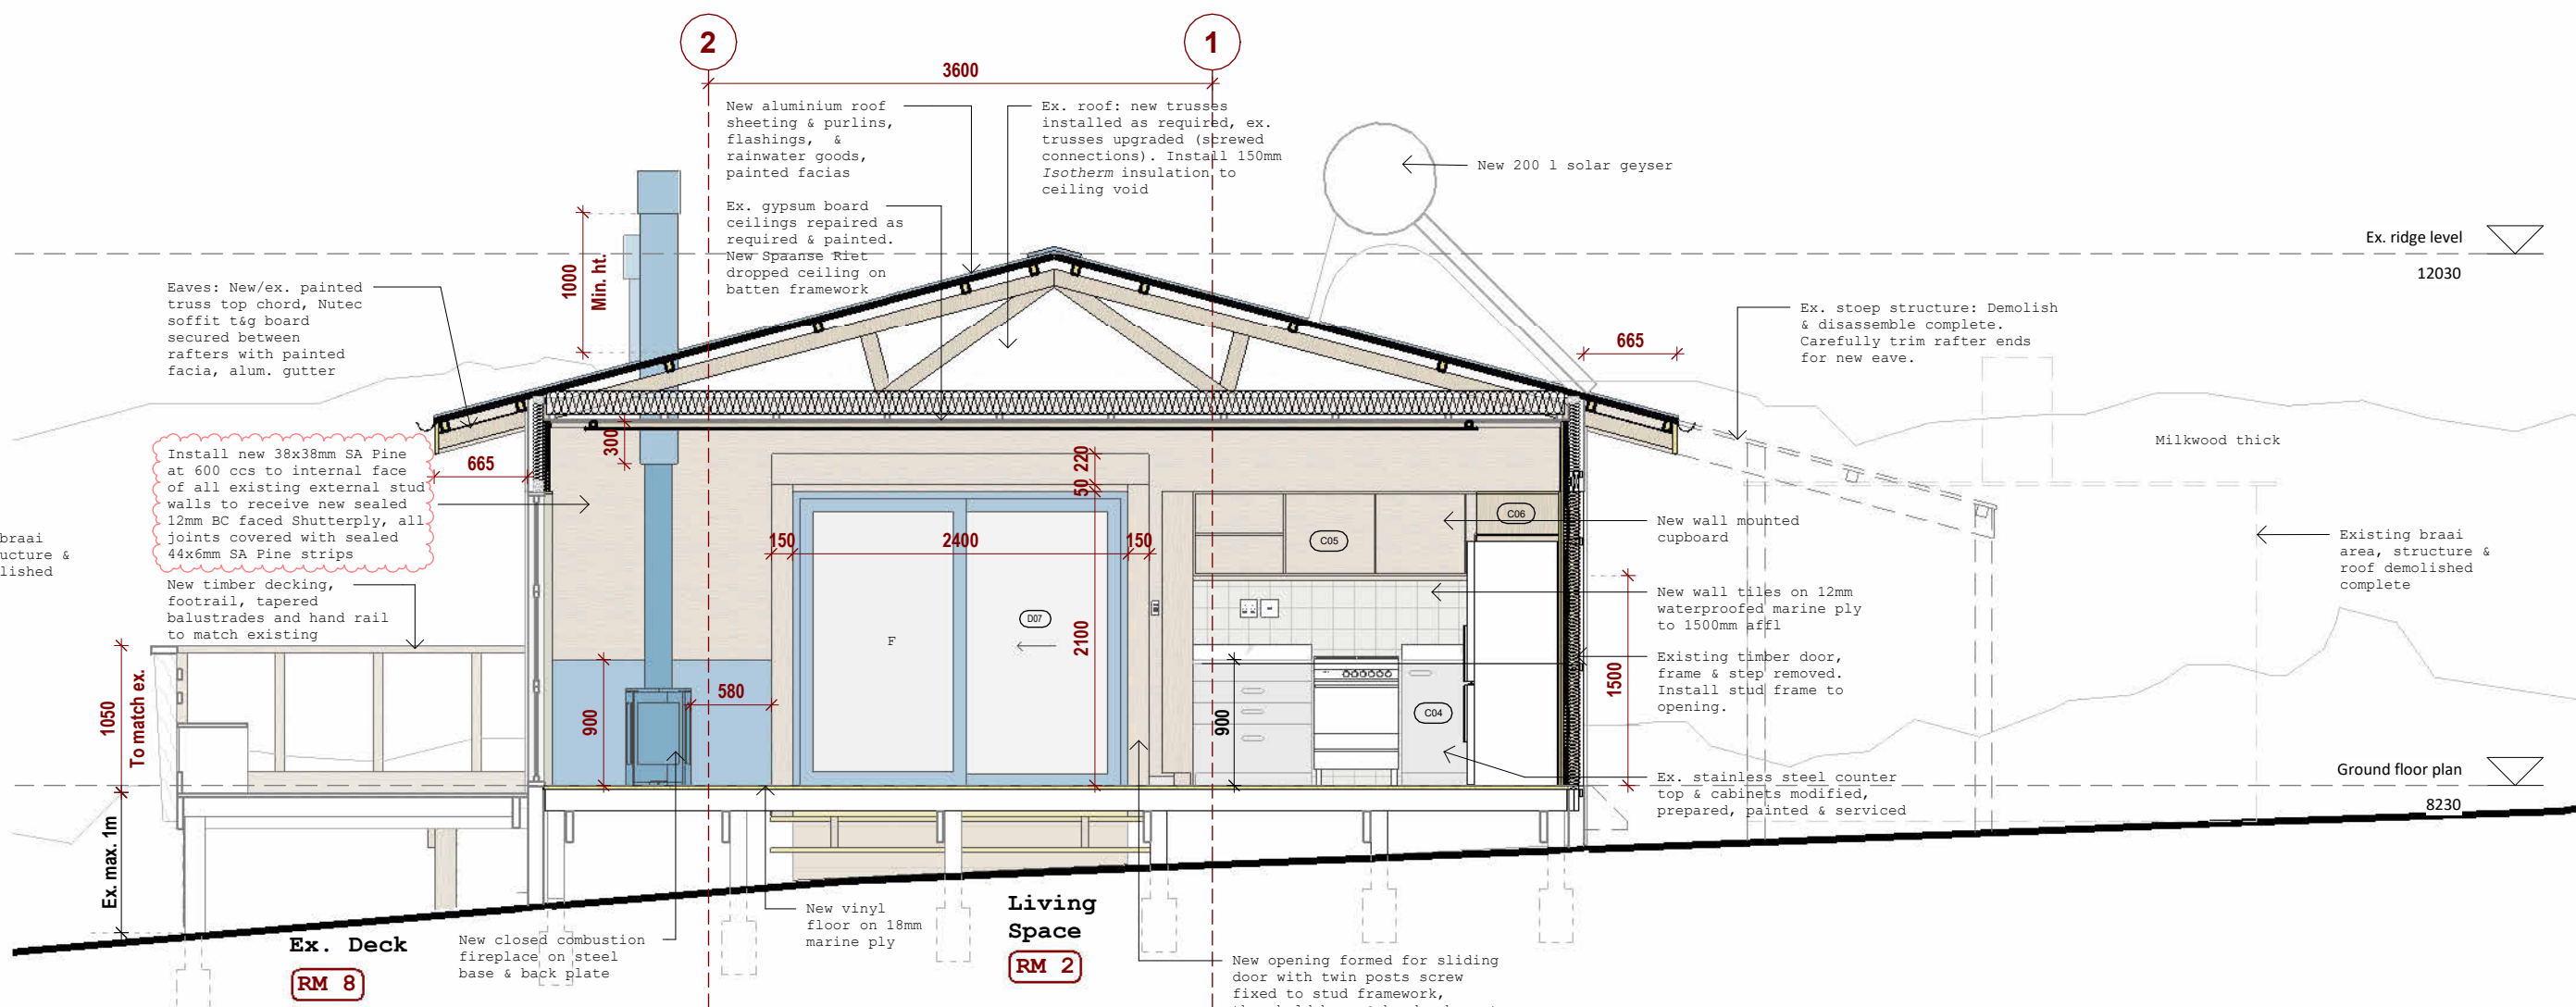 2
1
3600
New aluminium roof
sheeting & purlins,
flashings, &
rainwater goods,
painted facias
Ex. roof: new trusses
installed as required, ex.
trusses upgraded (screwed
connections). Install 150mm
Isotherm insulation to
ceiling void
New 200 l solar geyser
Ex. gypsum board
ceilings repaired as
required & painted.
New Spaanse Riet
dropped ceiling on
batten framework
1000
Min. ht.
Ex. ridge level
12030
Eaves: New/ex. painted
truss top chord, Nutec
soffit t&g board
secured between
rafters with painted
facia, alum. gutter
Ex. stoep structure: Demolish
& disassemble complete.
Carefully trim rafter ends
for new eave.
665
Milkwood thick
Install new 38x38mm SA Pine
at 600 ccs to internal face
of all existing external stud
walls to receive new sealed
12mm BC faced Shutterply, all
joints covered with sealed
44x6mm SA Pine strips
665
300
220
50
150
2400
150
2100
C05
C06
New wall mounted
cupboard
braai
ucture &
lished
Existing braai
area, structure &
roof demolished
complete
New timber decking,
footrail, tapered
balustrades and hand rail
to match existing
New wall tiles on 12mm
waterproofed marine ply
to 1500mm affl
F
D07
Existing timber door,
frame & step removed.
Install stud frame to
opening.
1500
1050
To match ex.
900
580
900
C04
Ex. stainless steel counter
top & cabinets modified,
prepared, painted & serviced
Ground floor plan
8230
Ex. max. 1m
Ex. Deck
RM 8
New closed combustion
fireplace on steel
base & back plate
New vinyl
floor on 18mm
marine ply
Living
Space
RM 2
New opening formed for sliding
door with twin posts screw
fixed to stud framework,